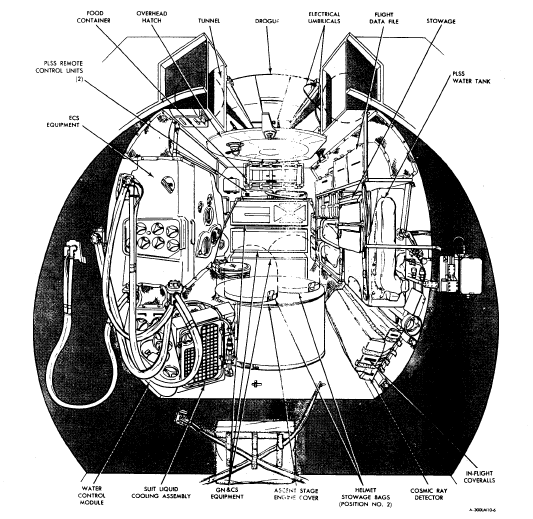 FOOD
CONTAINER
OVERHEAD
HATCH
TUNNEL
DROGUE
ELECTRICAL
UMBILICALS
FLIGHT
DATA FILE
STOWAGE
PLSS REMOTE
CONTROL UNITS
(2)
PLSS
WATER TANK
ECS
EQUIPMENT
WATER
CONTROL
MODULE
SUIT LIQUID
COOLING ASSEMBLY
GN&CS
EQUIPMENT
ASCENT STAGE
ENGINE COVER
HELMET
STOWAGE BAGS
(POSITION NO. 2)
COSMIC RAY
DETECTOR
IN-FLIGHT
COVERALLS
A-300LM10-6